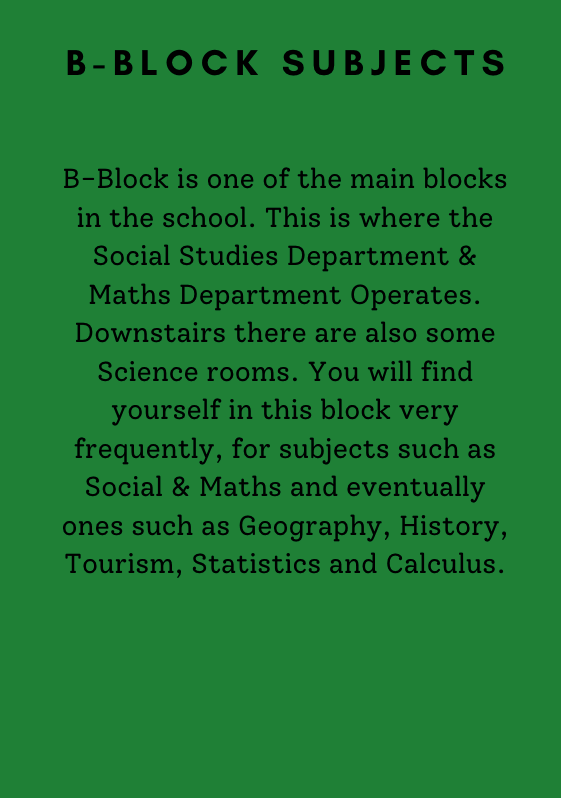 B-BLOCK SUBJECTS
B-Block is one of the main blocks
in the school. This is where the
Social Studies Department &
Maths Department Operates.
Downstairs there are also some
Science rooms. You will find
yourself in this block very
frequently, for subjects such as
Social & Maths and eventually
ones such as Geography, History,
Tourism, Statistics and Calculus.